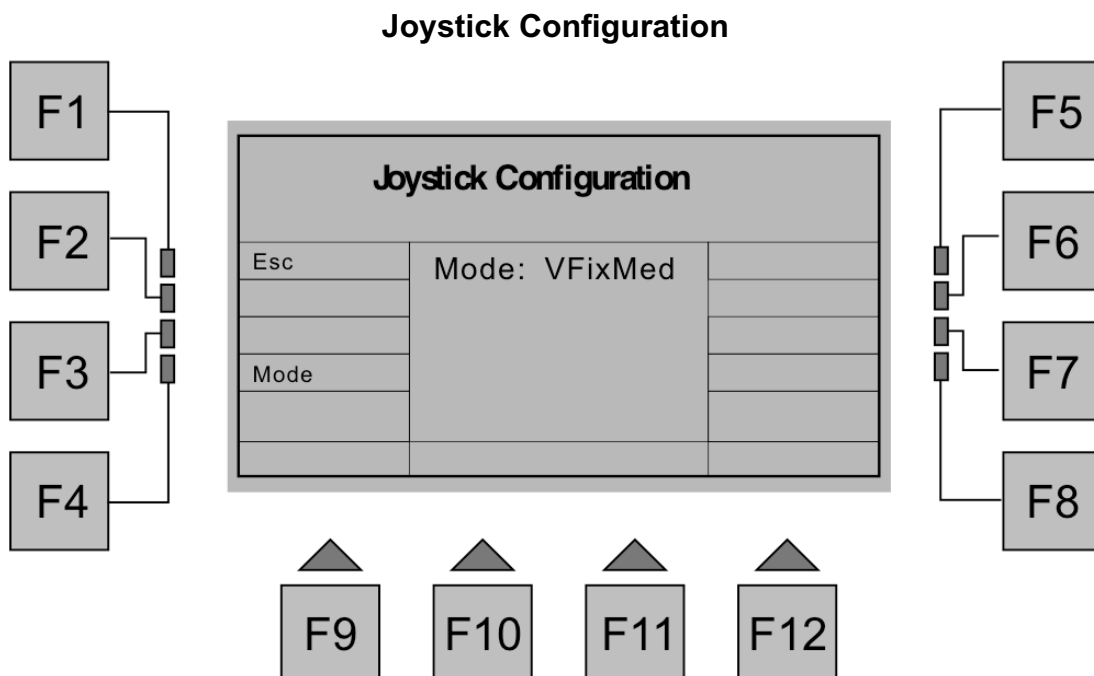 Joystick Configuration
F1
F5
Joystick Configuration
F2
F6
Esc
Mode: VFixMed
F3
F7
Mode
F4
F8
F9 F10 F11 F12